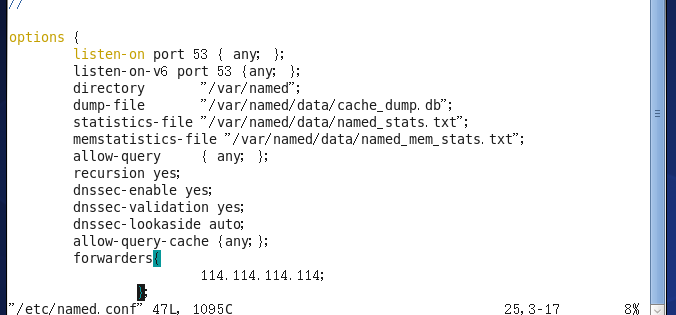 //
options {
listen-on port 53 { any; };
listen-on-v6 port 53 {any; };
directory "/var/named";
dump-file "/var/named/data/cache_dump.db";
statistics-file "/var/named/data/named_stats.txt";
memstatistics-file "/var/named/data/named_mem_stats.txt";
allow-query { any; };
recursion yes;
dnssec-enable yes;
dnssec-validation yes;
dnssec-lookaside auto;
allow-query-cache {any;};
forwarders{
114.114.114.114;
};
"/etc/named.conf" 47L, 1095C 25,3-17 8%